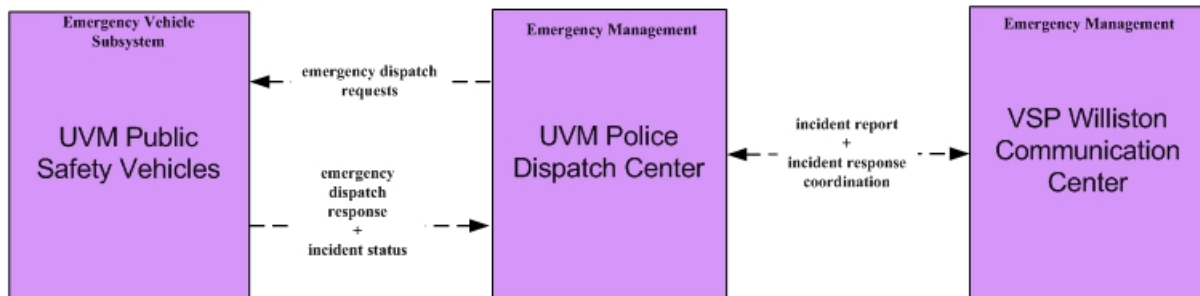 Emergency Vehicle
Subsystem
UVM Public
Safety Vehicles
emergency dispatch
requests
emergency
dispatch
response
+
incident status
Emergency Management
UVM Police
Dispatch Center
incident report
+
incident response
coordination
Emergency Management
VSP Williston
Communication
Center